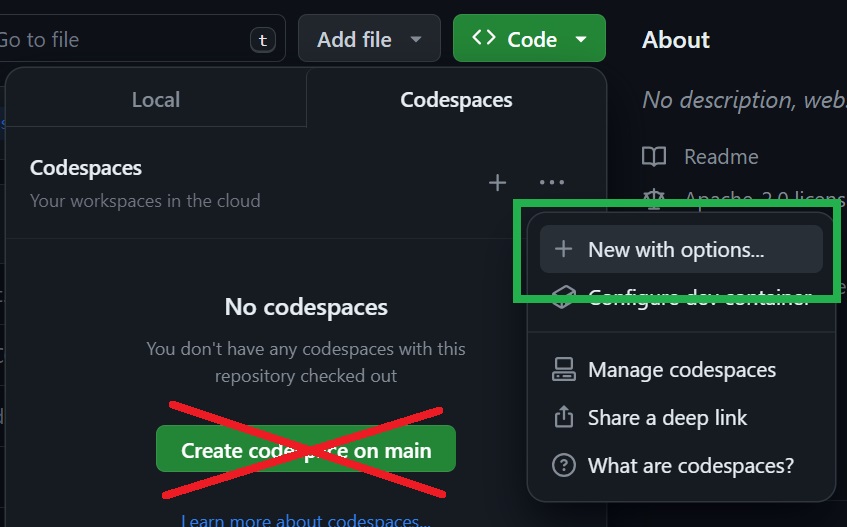 Go to file
t
Add file
Code
About
Local
Codespaces
No description, webs
Codespaces
Your workspaces in the cloud
Readme
Apache-2.0 licens
New with options...
Configure dev container
No codespaces
You don't have any codespaces with this
repository checked out
Manage codespaces
Share a deep link
Create codespace on main
What are codespaces?
Learn more about codespaces...